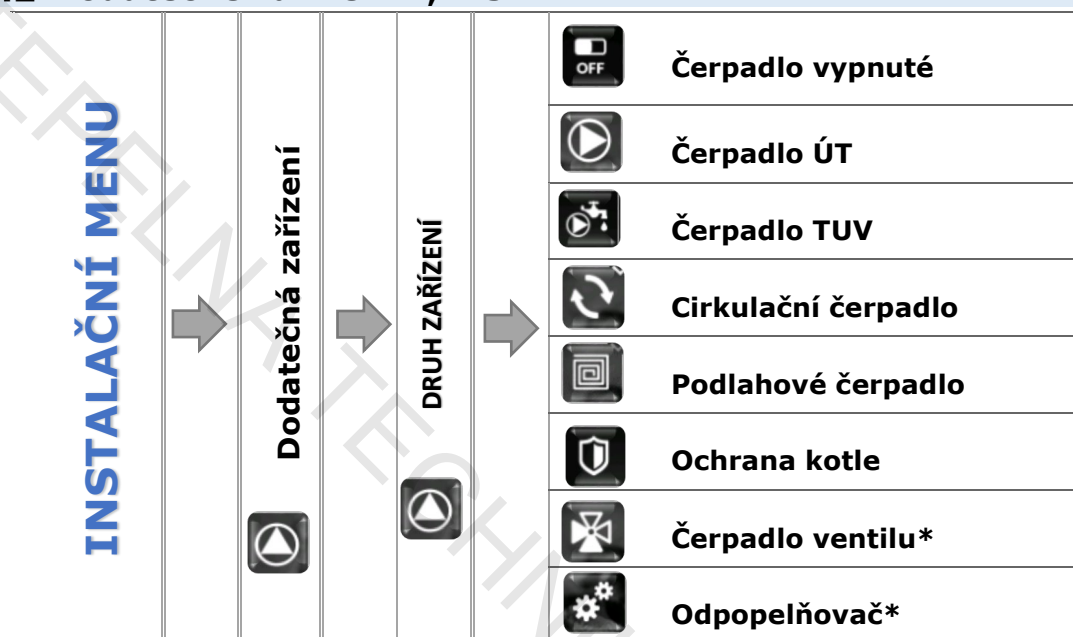 INSTALAČNÍ MENU
Dodatečná zařízení
DRUH ZAŘÍZENÍ
OFF
Čerpadlo vypnuté
Čerpadlo ÚT
Čerpadlo TUV
Cirkulační čerpadlo
Podlahové čerpadlo
Ochrana kotle
Čerpadlo ventilu*
Odpopelňovač*